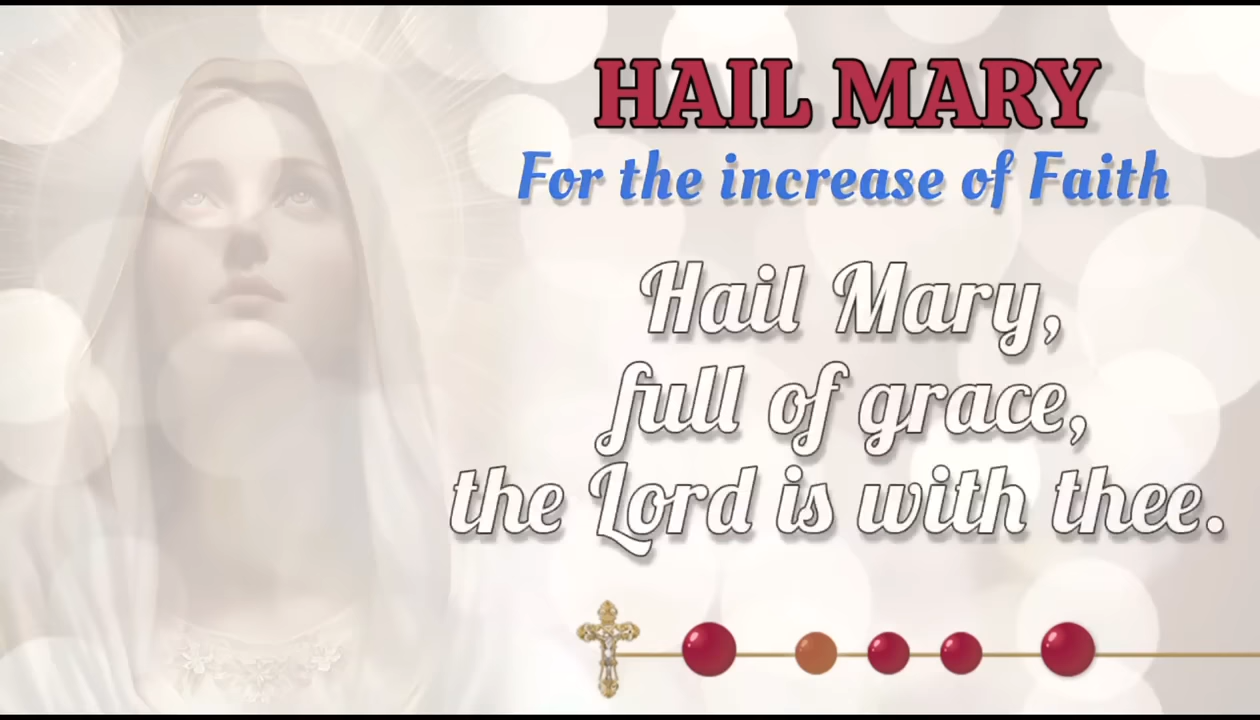 HAIL MARY
For the increase of Faith
Hail Mary,
full of grace,
the Lord is with thee.